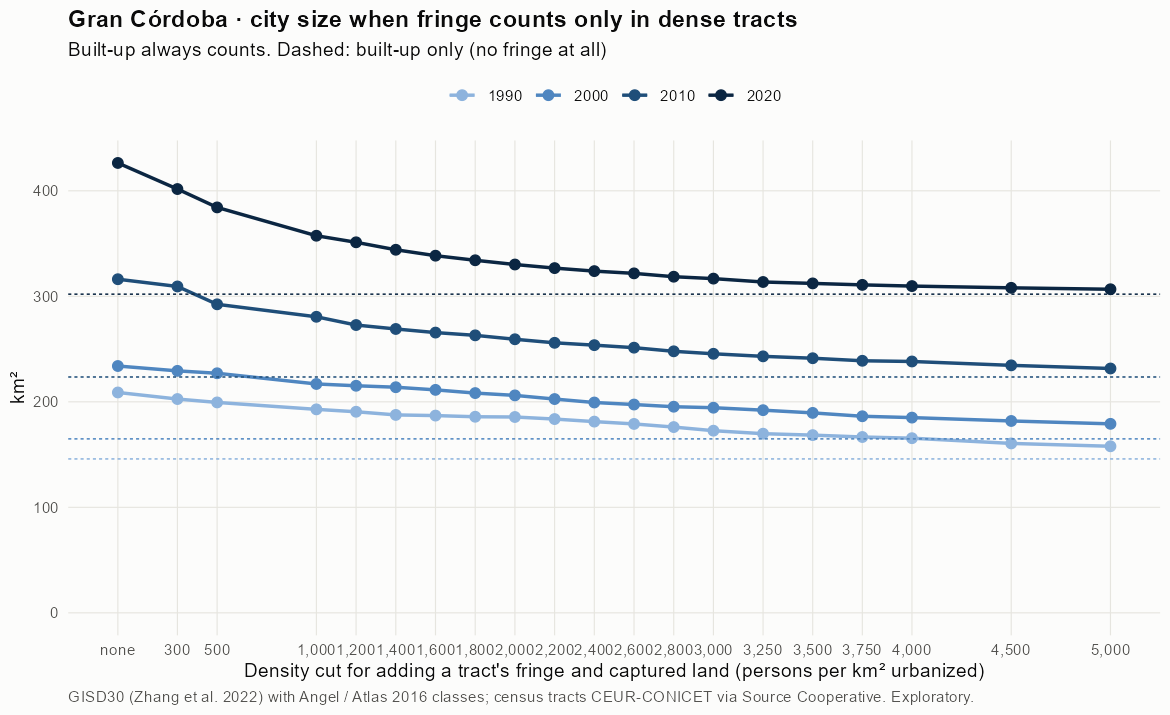 Gran Córdoba · city size when fringe counts only in dense tracts
Built-up always counts. Dashed: built-up only (no fringe at all)
1990 2000 2010 2020
400
300
200
100
0
km²
none 300 500 1,000 1,200 1,400 1,600 1,800 2,000 2,200 2,400 2,600 2,800 3,000 3,250 3,500 3,750 4,000 4,500 5,000
Density cut for adding a tract's fringe and captured land (persons per km² urbanized)
GISD30 (Zhang et al. 2022) with Angel / Atlas 2016 classes; census tracts CEUR-CONICET via Source Cooperative. Exploratory.